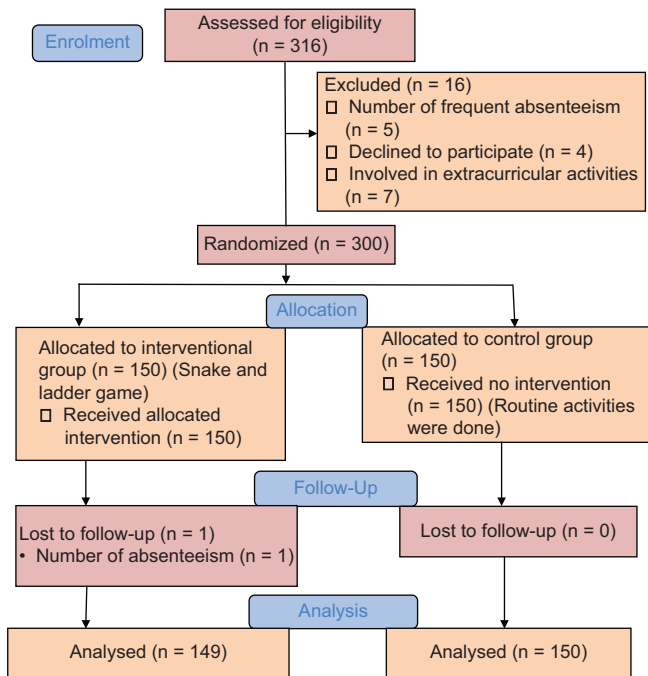 Enrolment
Assessed for eligibility
(n = 316)
Excluded (n = 16)
□ Number of frequent absenteeism
(n = 5)
□ Declined to participate (n = 4)
□ Involved in extracurricular activities
(n = 7)
Randomized (n = 300)
Allocation
Allocated to interventional
group (n = 150) (Snake and
ladder game)
□ Received allocated
intervention (n = 150)
Allocated to control group
(n = 150)
□ Received no intervention
(n = 150) (Routine activities
were done)
Follow-Up
Lost to follow-up (n = 1)
• Number of absenteeism (n = 1)
Lost to follow-up (n = 0)
Analysis
Analysed (n = 149)
Analysed (n = 150)